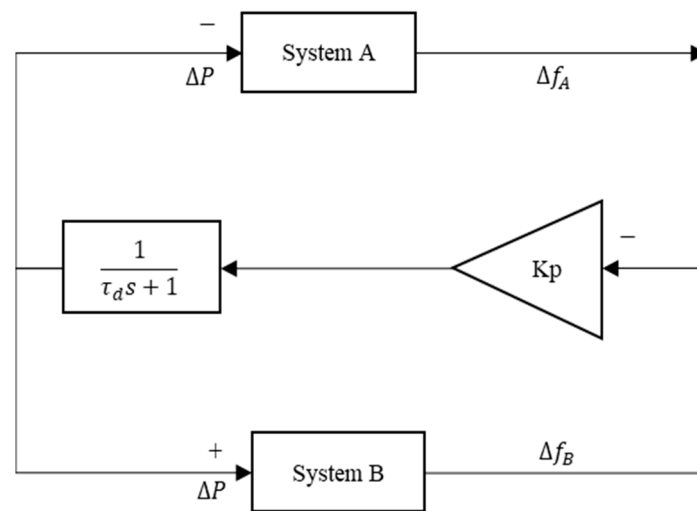 −
System A
ΔP
Δf_A
1
τ_d s + 1
Kp
−
+
System B
ΔP
Δf_B